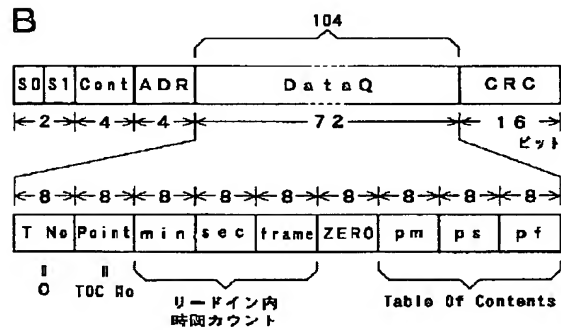 B
104
S0 S1 Cont ADR DataQ CRC
2 4 4 72 16
ビット
8 8 8 8 8 8 8 8 8
T No Point min sec frame ZERO pm ps pf
॥ ॥
0 TOC No リードイン内 Table Of Contents
時間カウント